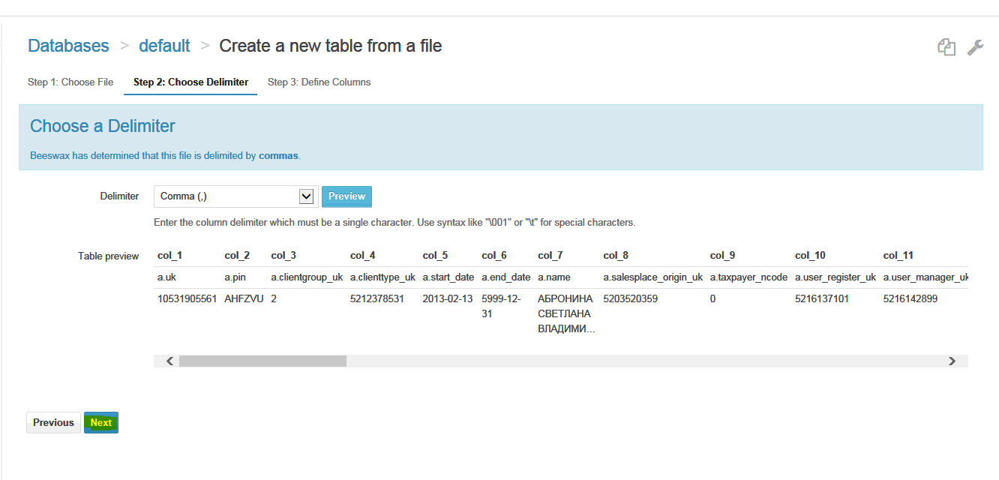 Databases > default > Create a new table from a file
Step 1: Choose File Step 2: Choose Delimiter Step 3: Define Columns
Choose a Delimiter
Beeswax has determined that this file is delimited by commas.
Delimiter Comma (,) Preview
Enter the column delimiter which must be a single character. Use syntax like "\001" or "\t" for special characters.
Table preview col_1 col_2 col_3 col_4 col_5 col_6 col_7 col_8 col_9 col_10 col_11
a.uk a.pin a.clientgroup_uk a.clienttype_uk a.start_date a.end_date a.name a.salesplace_origin_uk a.taxpayer_ncode a.user_register_uk a.user_manager_uk
10531905561 AHFZVU 2 5212378531 2013-02-13 5999-12- АБРОНИНА 5203520359 0 5216137101 5216142899
31 СВЕТЛАНА
ВЛАДИМИ...
Previous Next